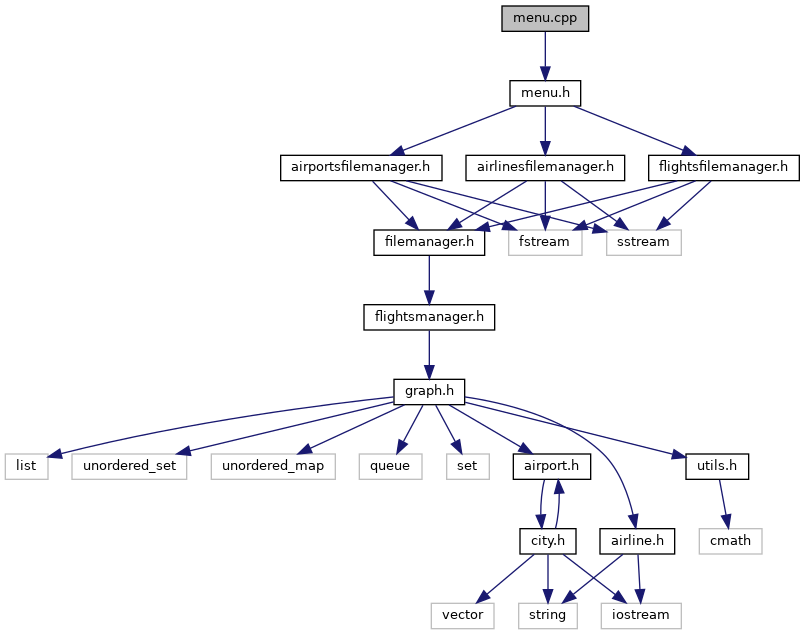 menu.cpp
menu.h
airportsfilemanager.h
airlinesfilemanager.h
flightsfilemanager.h
filemanager.h
fstream
sstream
flightsmanager.h
graph.h
list
unordered_set
unordered_map
queue
set
airport.h
utils.h
city.h
airline.h
cmath
vector
string
iostream